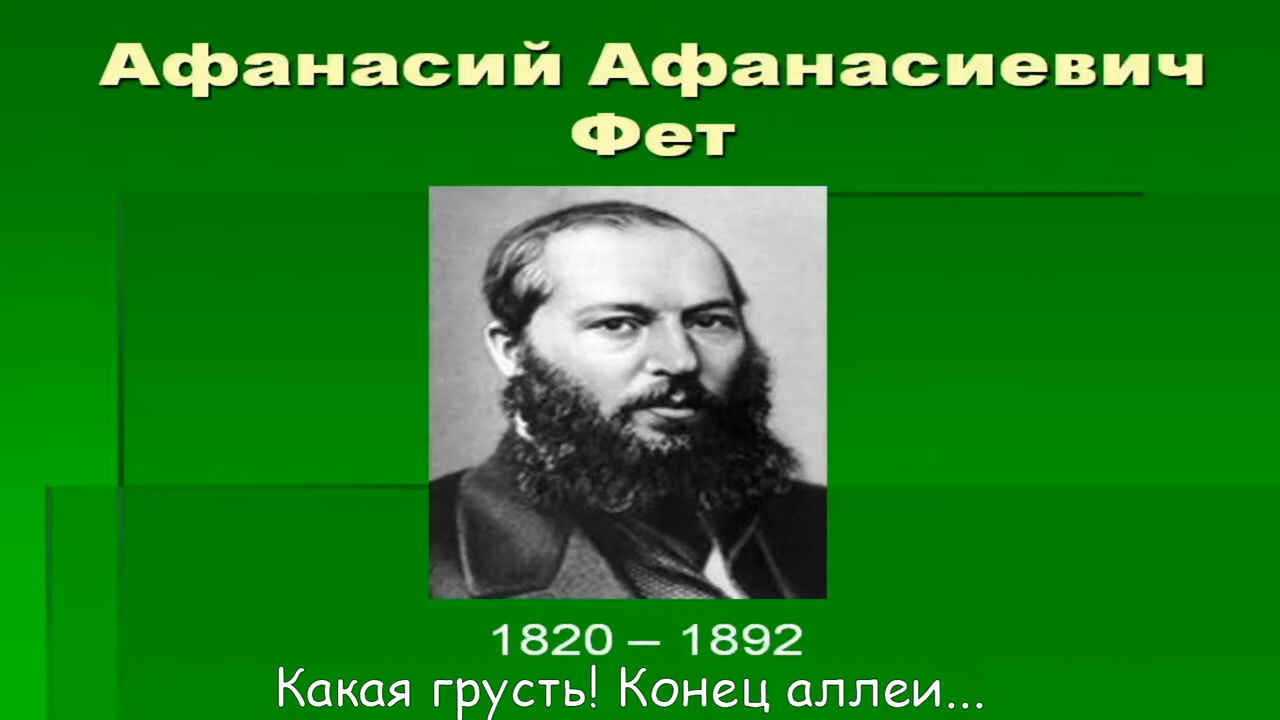 Афанасий Афанасиевич
Фет
1820 – 1892
Какая грусть! Конец аллеи...